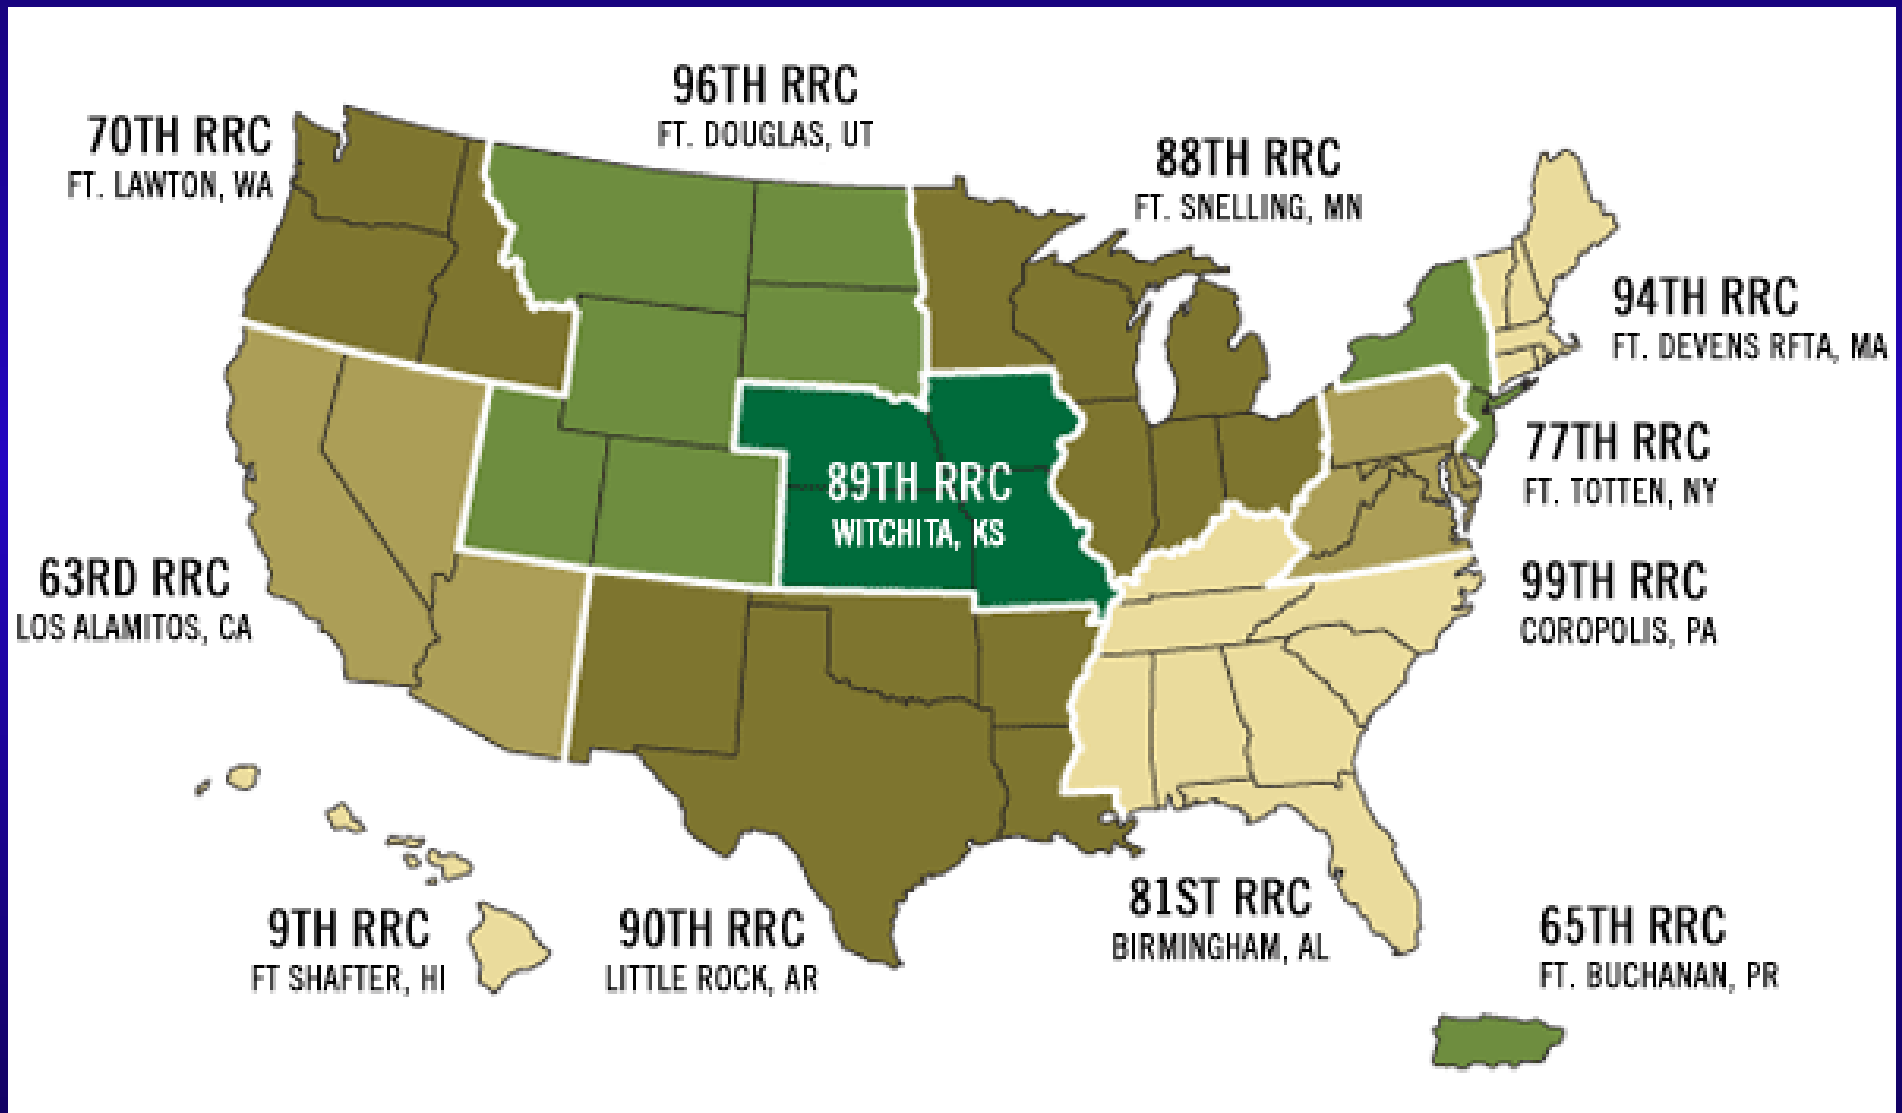 96TH RRC
FT. DOUGLAS, UT
70TH RRC
FT. LAWTON, WA
88TH RRC
FT. SNELLING, MN
94TH RRC
FT. DEVENS RFTA, MA
77TH RRC
FT. TOTTEN, NY
89TH RRC
WITCHITA, KS
63RD RRC
LOS ALAMITOS, CA
99TH RRC
COROPOLIS, PA
9TH RRC
FT SHAFTER, HI
90TH RRC
LITTLE ROCK, AR
81ST RRC
BIRMINGHAM, AL
65TH RRC
FT. BUCHANAN, PR